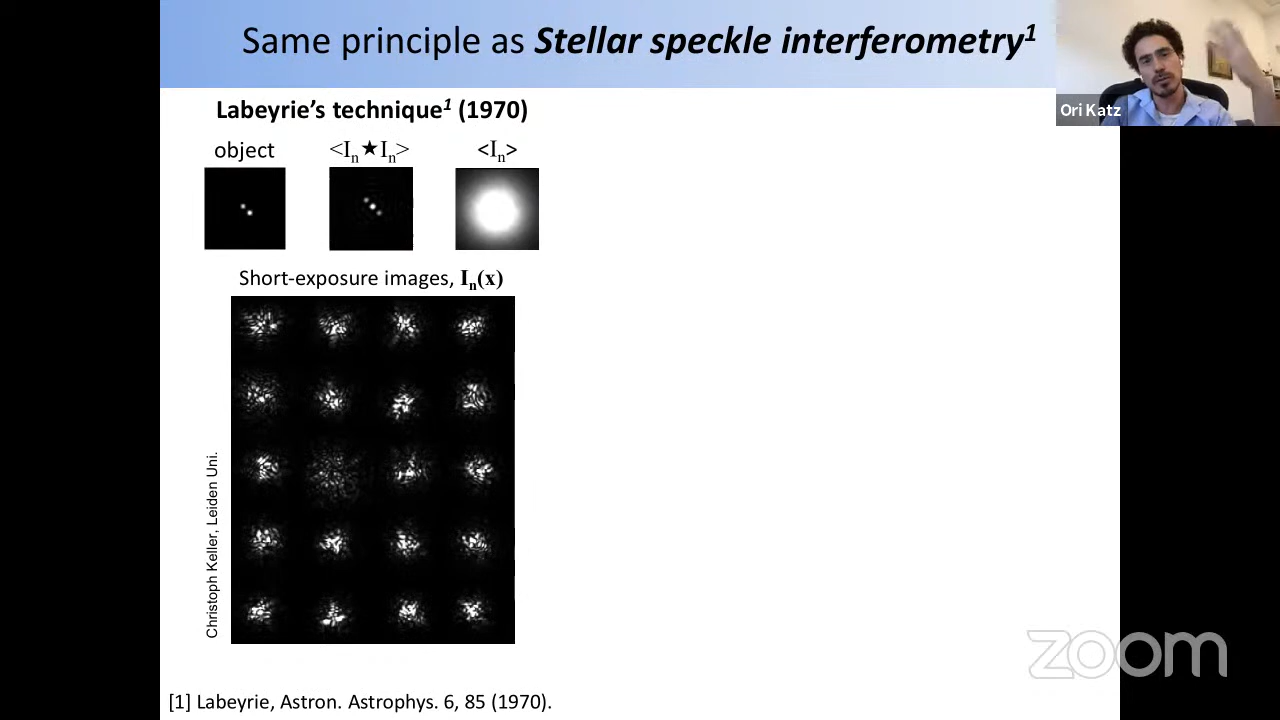 Same principle as Stellar speckle interferometry1
Ori Katz
Labeyrie's technique1 (1970)
object
<In★In>
<In>
Short-exposure images, In(x)
Christoph Keller, Leiden Uni.
zoom
[1] Labeyrie, Astron. Astrophys. 6, 85 (1970).